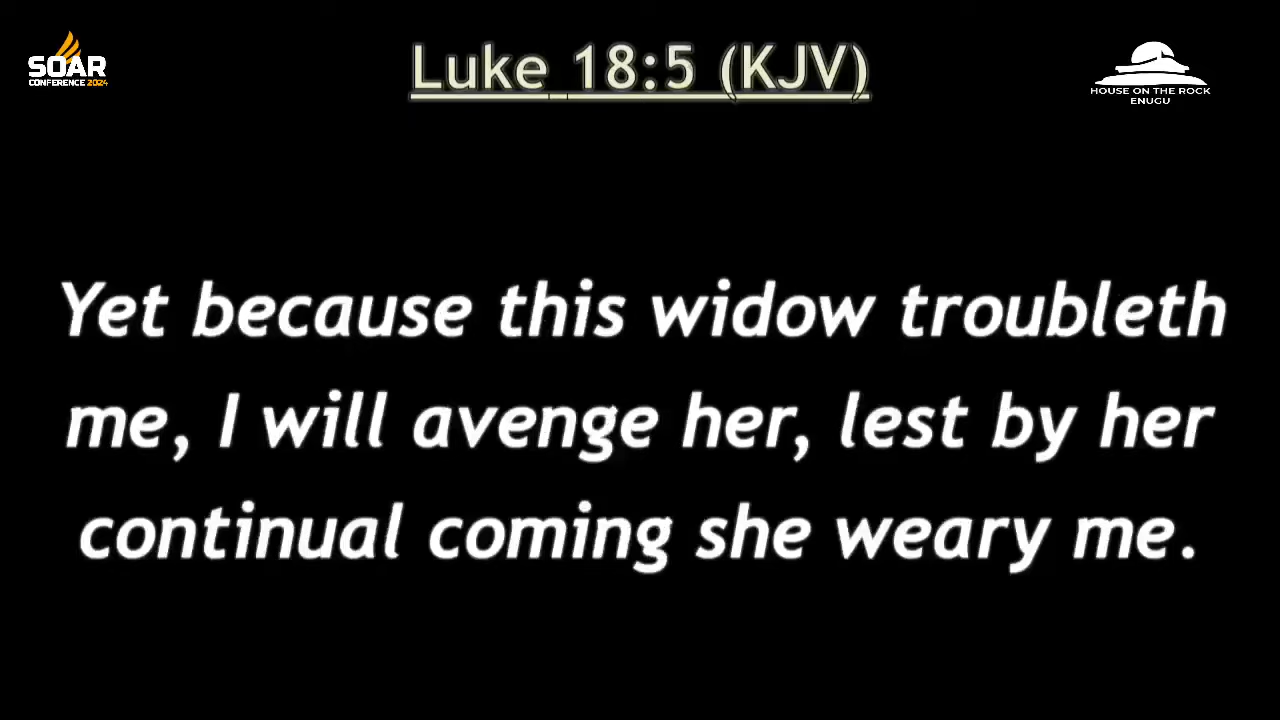 SOAR
CONFERENCE 2024
Luke 18:5 (KJV)
HOUSE ON THE ROCK
ENUGU
Yet because this widow troubleth
me, I will avenge her, lest by her
continual coming she weary me.